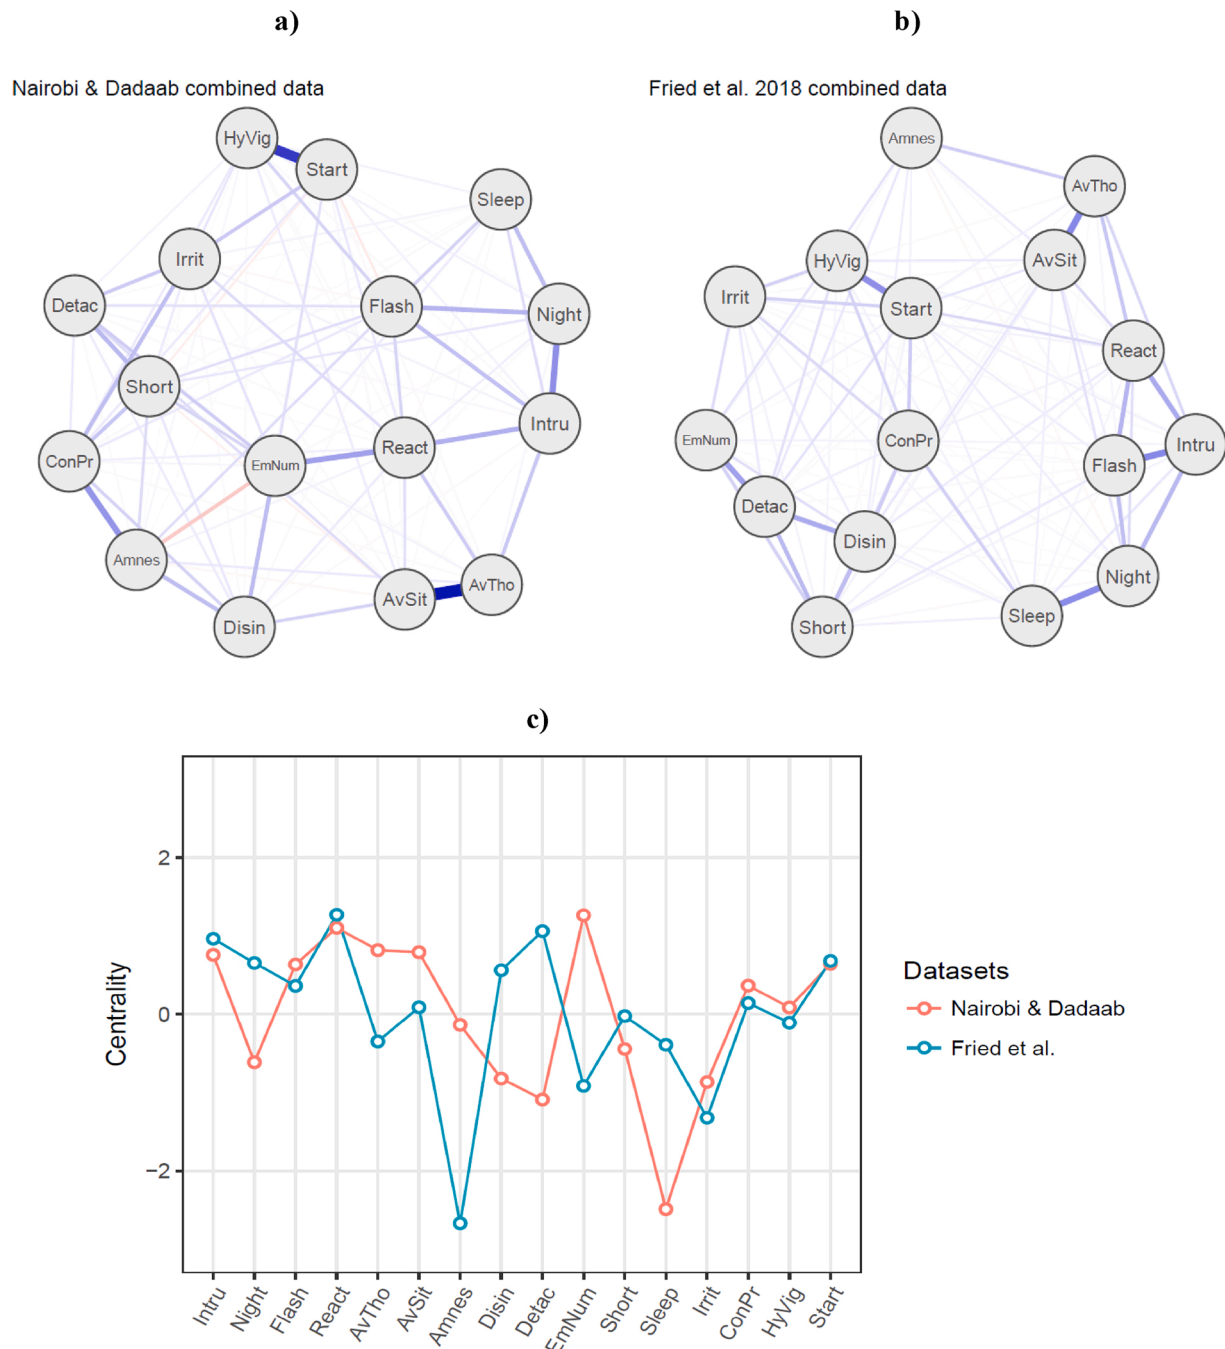 a)
b)
Nairobi & Dadaab combined data
Fried et al. 2018 combined data
HyVig
Start
Sleep
Irrit
Detac
Flash
Night
Short
Intru
React
ConPr
EmNum
Amnes
AvSit
AvTho
Disin
Amnes
AvTho
HyVig
AvSit
Irrit
Start
React
EmNum
ConPr
Intru
Flash
Detac
Disin
Night
Sleep
Short
c)
Centrality
2
0
−2
Intru
Night
Flash
React
AvTho
AvSit
Amnes
Disin
Detac
EmNum
Short
Sleep
Irrit
ConPr
HyVig
Start
Datasets
Nairobi & Dadaab
Fried et al.